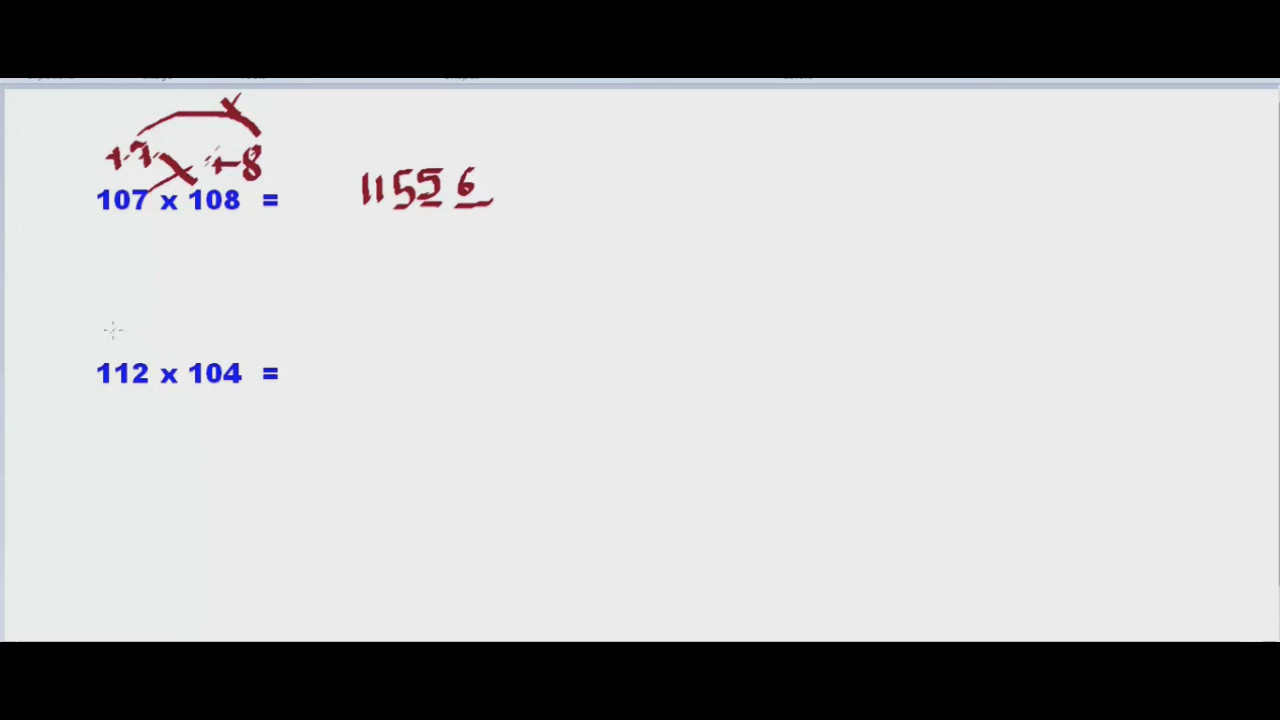 +7 +8
107 x 108 = 11556
112 x 104 =